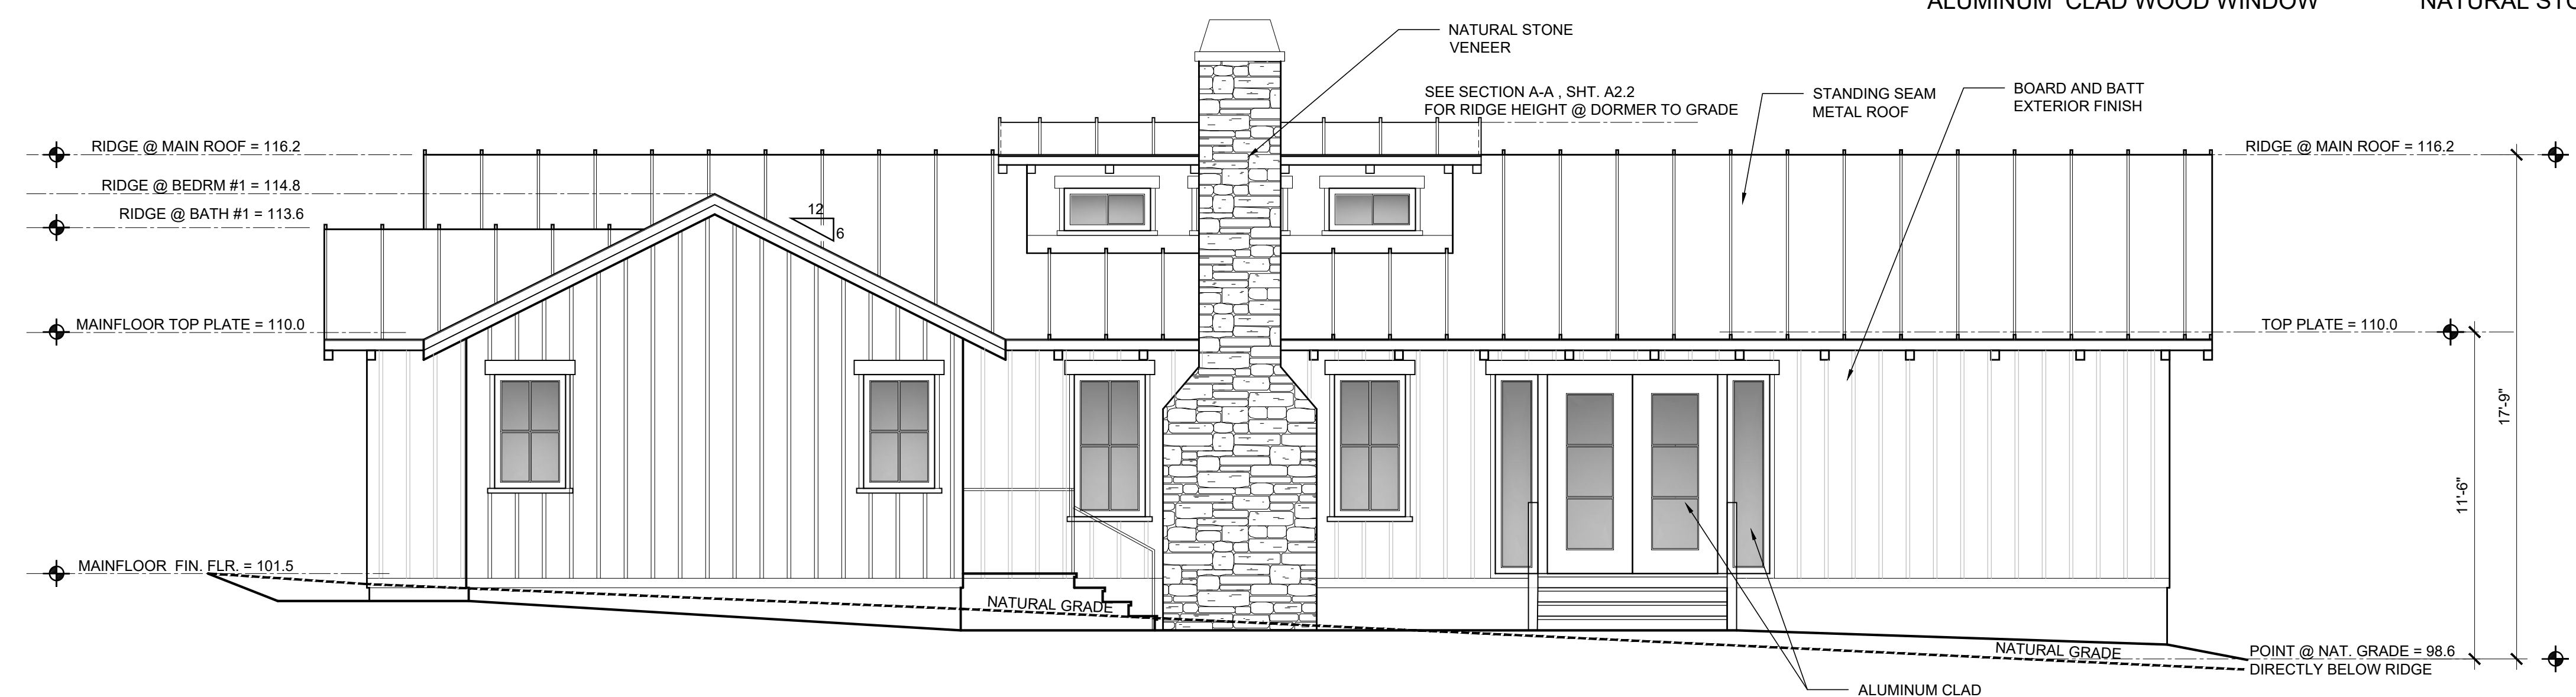 ALUMINUM CLAD WOOD WINDOW
NATURAL STONE
VENEER
SEE SECTION A-A , SHT. A2.2
FOR RIDGE HEIGHT @ DORMER TO GRADE
STANDING SEAM
METAL ROOF
BOARD AND BATT
EXTERIOR FINISH
RIDGE @ MAIN ROOF = 116.2
RIDGE @ MAIN ROOF = 116.2
RIDGE @ BEDRM #1 = 114.8
RIDGE @ BATH #1 = 113.6
12
6
MAINFLOOR TOP PLATE = 110.0
TOP PLATE = 110.0
17'-9"
11'-6"
MAINFLOOR FIN. FLR. = 101.5
NATURAL GRADE
NATURAL GRADE
POINT @ NAT. GRADE = 98.6
DIRECTLY BELOW RIDGE
ALUMINUM CLAD